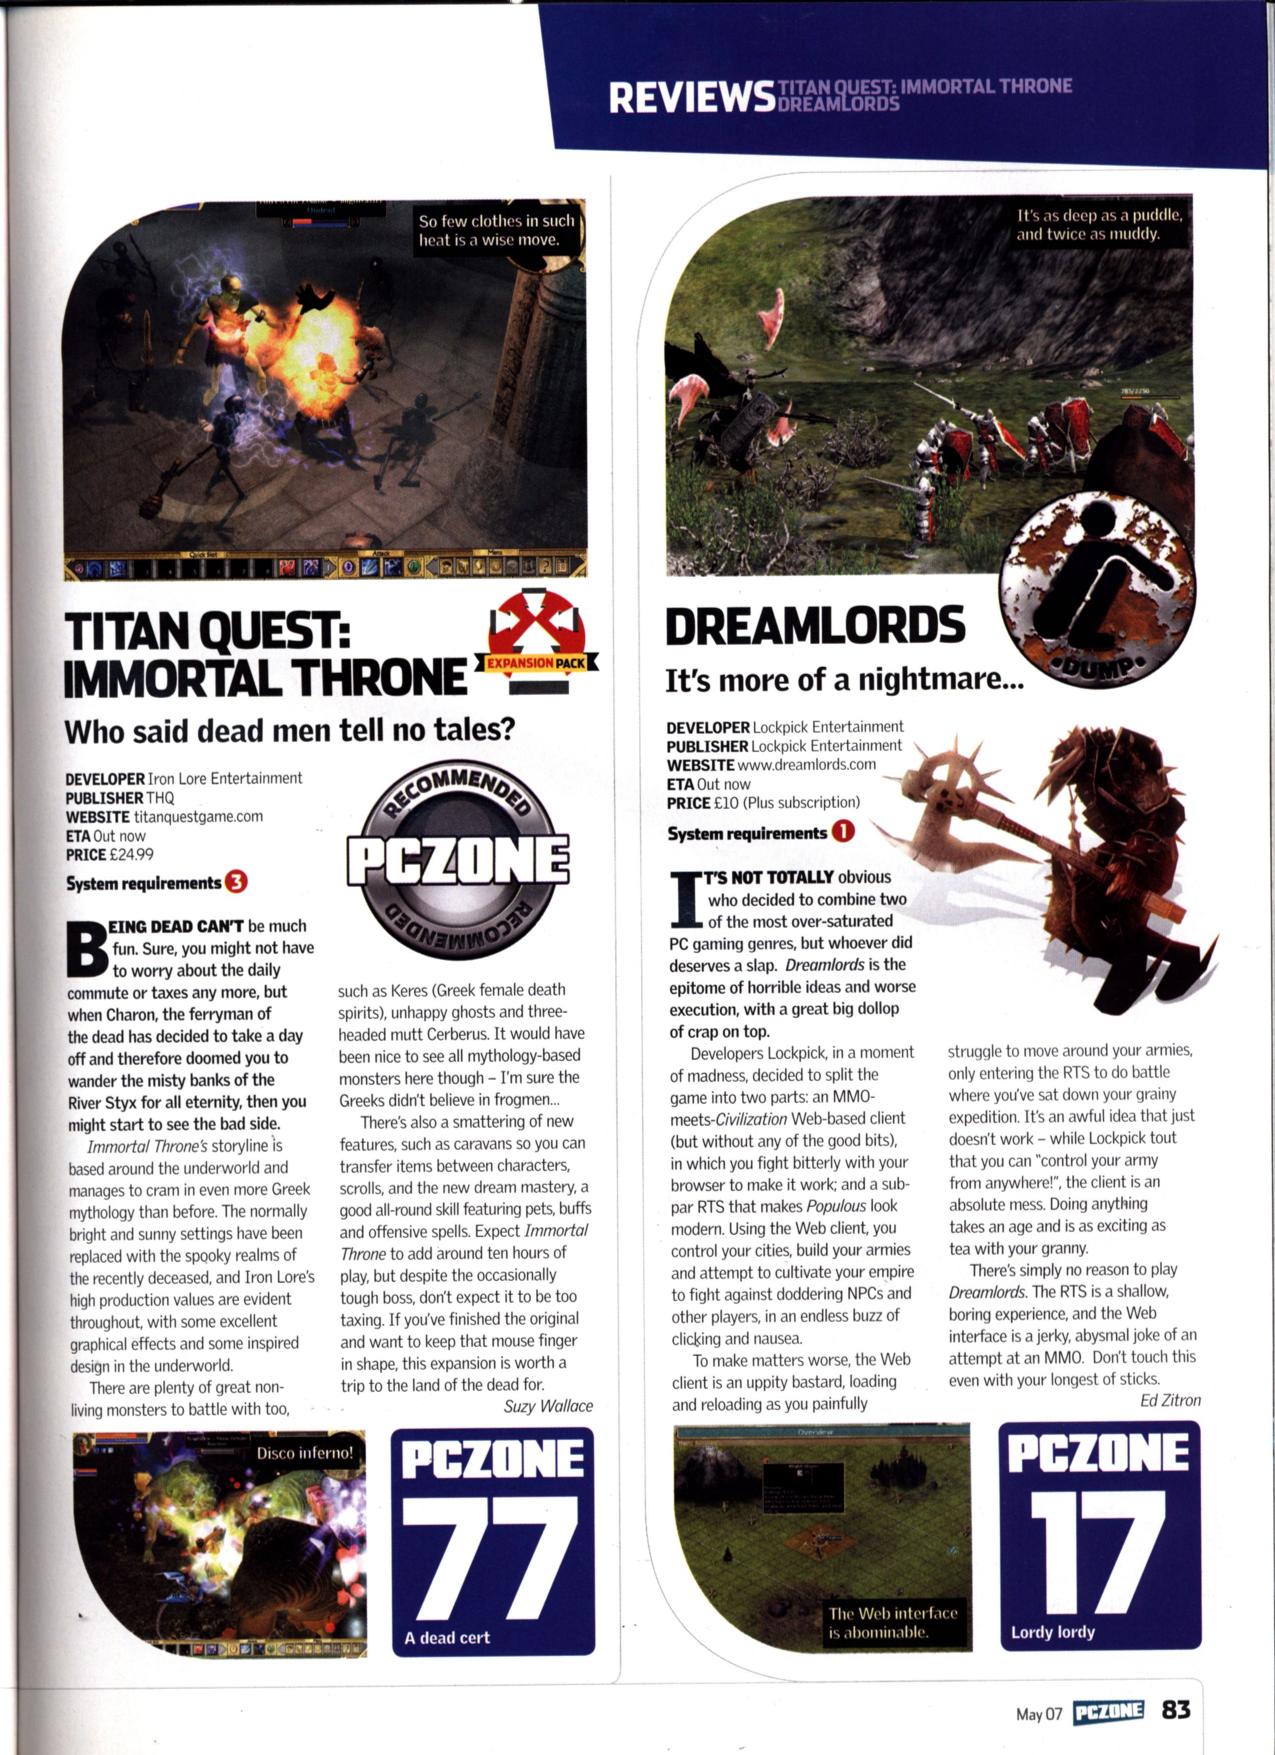 REVIEWS TITAN QUEST: IMMORTAL THRONE
DREAMLORDS
So few clothes in such
heat is a wise move.
TITAN QUEST:
IMMORTAL THRONE
EXPANSION PACK
Who said dead men tell no tales?
DEVELOPER Iron Lore Entertainment
PUBLISHER THQ
WEBSITE titanquestgame.com
ETA Out now
PRICE £24.99
System requirements 3
RECOMMENDED
PCZONE
RECOMMENDED
BEING DEAD CAN'T be much
fun. Sure, you might not have
to worry about the daily
commute or taxes any more, but
when Charon, the ferryman of
the dead has decided to take a day
off and therefore doomed you to
wander the misty banks of the
River Styx for all eternity, then you
might start to see the bad side.
Immortal Throne's storyline is
based around the underworld and
manages to cram in even more Greek
mythology than before. The normally
bright and sunny settings have been
replaced with the spooky realms of
the recently deceased, and Iron Lore's
high production values are evident
throughout, with some excellent
graphical effects and some inspired
design in the underworld.
There are plenty of great non-
living monsters to battle with too,
such as Keres (Greek female death
spirits), unhappy ghosts and three-
headed mutt Cerberus. It would have
been nice to see all mythology-based
monsters here though – I'm sure the
Greeks didn't believe in frogmen...
There's also a smattering of new
features, such as caravans so you can
transfer items between characters,
scrolls, and the new dream mastery, a
good all-round skill featuring pets, buffs
and offensive spells. Expect Immortal
Throne to add around ten hours of
play, but despite the occasionally
tough boss, don't expect it to be too
taxing. If you've finished the original
and want to keep that mouse finger
in shape, this expansion is worth a
trip to the land of the dead for.
Suzy Wallace
Disco inferno!
PCZONE
77
A dead cert
It's as deep as a puddle,
and twice as muddy.
DUMP
DREAMLORDS
It's more of a nightmare...
DEVELOPER Lockpick Entertainment
PUBLISHER Lockpick Entertainment
WEBSITE www.dreamlords.com
ETA Out now
PRICE £10 (Plus subscription)
System requirements 1
IT'S NOT TOTALLY obvious
who decided to combine two
of the most over-saturated
PC gaming genres, but whoever did
deserves a slap. Dreamlords is the
epitome of horrible ideas and worse
execution, with a great big dollop
of crap on top.
Developers Lockpick, in a moment
of madness, decided to split the
game into two parts: an MMO-
meets-Civilization Web-based client
(but without any of the good bits),
in which you fight bitterly with your
browser to make it work; and a sub-
par RTS that makes Populous look
modern. Using the Web client, you
control your cities, build your armies
and attempt to cultivate your empire
to fight against doddering NPCs and
other players, in an endless buzz of
clicking and nausea.
To make matters worse, the Web
client is an uppity bastard, loading
and reloading as you painfully
struggle to move around your armies,
only entering the RTS to do battle
where you've sat down your grainy
expedition. It's an awful idea that just
doesn't work – while Lockpick tout
that you can "control your army
from anywhere!", the client is an
absolute mess. Doing anything
takes an age and is as exciting as
tea with your granny.
There's simply no reason to play
Dreamlords. The RTS is a shallow,
boring experience, and the Web
interface is a jerky, abysmal joke of an
attempt at an MMO. Don't touch this
even with your longest of sticks.
Ed Zitron
Overview
The Web interface
is abominable.
PCZONE
17
Lordy lordy
May 07 PCZONE 83